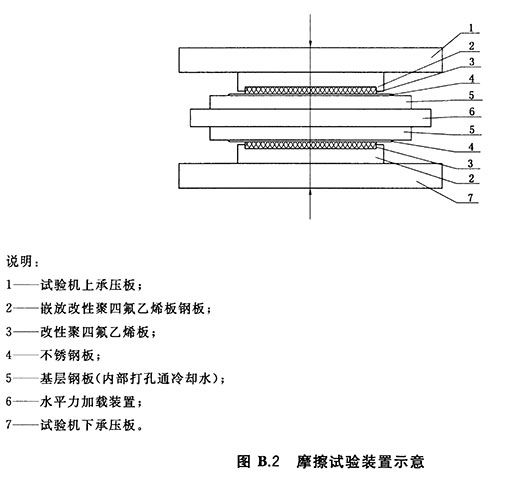 1
2
3
4
5
6
5
4
3
2
7
说明:
1——试验机上承压板;
2——嵌放改性聚四氟乙烯板钢板;
3——改性聚四氟乙烯板;
4——不锈钢板;
5——基层钢板(内部打孔通冷却水);
6——水平力加载装置;
7——试验机下承压板。
图 B.2 摩擦试验装置示意